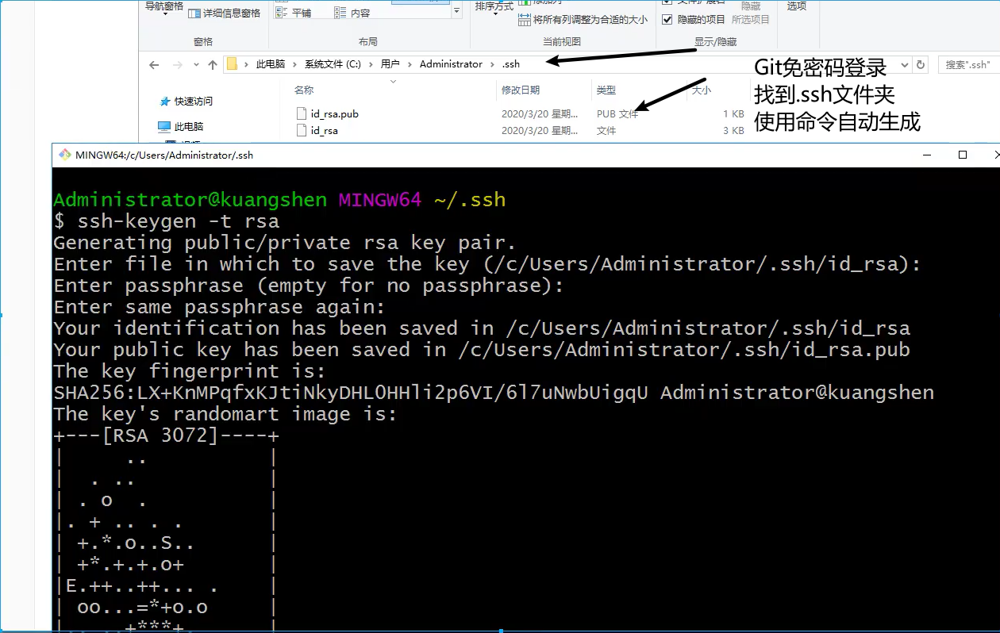 导航窗格
详细信息窗格
窗格
平铺
内容
布局
排序方式
将所有列调整为合适的大小
当前视图
隐藏的项目
隐藏
所选项目
显示/隐藏
选项
此电脑 › 系统文件 (C:) › 用户 › Administrator › .ssh
搜索".ssh"
Git免密码登录
找到.ssh文件夹
使用命令自动生成
快速访问
此电脑
名称 修改日期 类型 大小
id_rsa.pub 2020/3/20 星期... PUB 文件 1 KB
id_rsa 2020/3/20 星期... 文件 3 KB
MINGW64:/c/Users/Administrator/.ssh
Administrator@kuangshen MINGW64 ~/.ssh
$ ssh-keygen -t rsa
Generating public/private rsa key pair.
Enter file in which to save the key (/c/Users/Administrator/.ssh/id_rsa):
Enter passphrase (empty for no passphrase):
Enter same passphrase again:
Your identification has been saved in /c/Users/Administrator/.ssh/id_rsa
Your public key has been saved in /c/Users/Administrator/.ssh/id_rsa.pub
The key fingerprint is:
SHA256:LX+KnMPqfxKJtiNkyDHL0HHli2p6VI/6l7uNwbUigqU Administrator@kuangshen
The key's randomart image is:
+---[RSA 3072]----+
|      ..         |
|   . ..          |
|  . o  .         |
|. + .. . .       |
| +.*.o..S..      |
| +*.+.+.o+       |
|E.++..++... .    |
| oo...=*+o.o     |